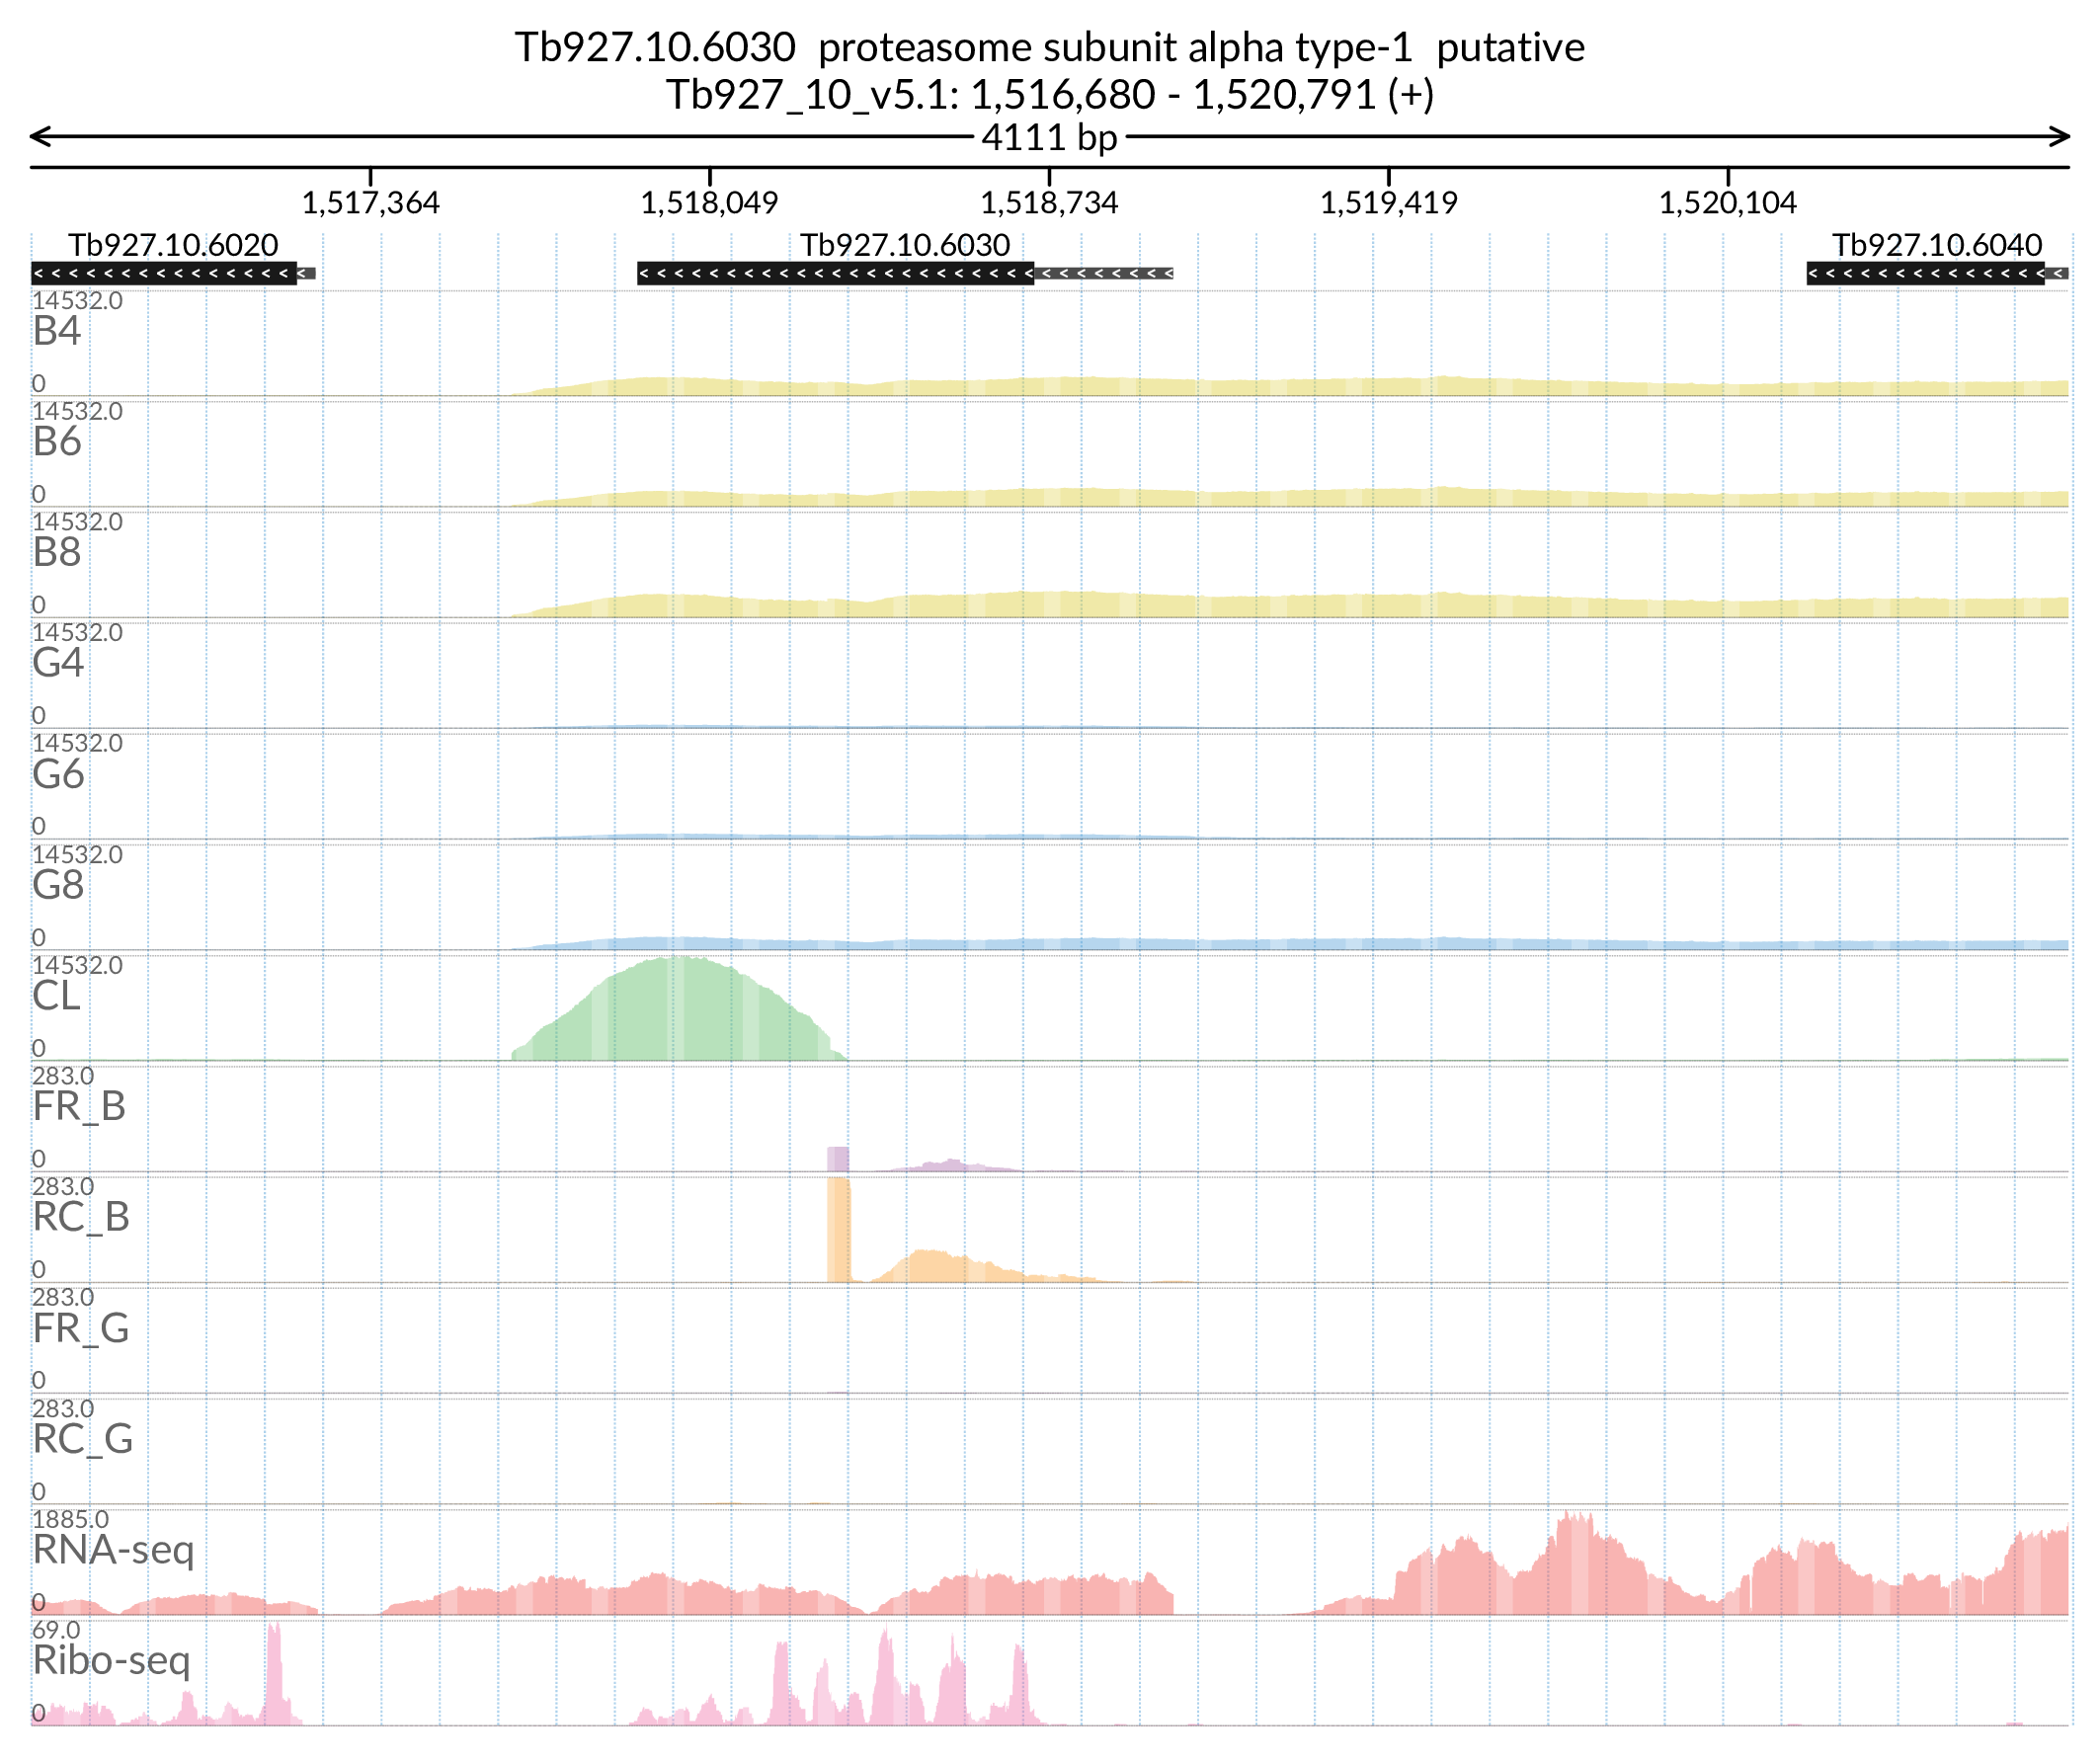 Tb927.10.6030  proteasome subunit alpha type-1  putative
Tb927_10_v5.1: 1,516,680 - 1,520,791 (+)
4111 bp
1,517,364 1,518,049 1,518,734 1,519,419 1,520,104
Tb927.10.6020 Tb927.10.6030 Tb927.10.6040
14532.0
B4
0
14532.0
B6
0
14532.0
B8
0
14532.0
G4
0
14532.0
G6
0
14532.0
G8
0
14532.0
CL
0
283.0
FR_B
0
283.0
RC_B
0
283.0
FR_G
0
283.0
RC_G
0
1885.0
RNA-seq
0
69.0
Ribo-seq
0